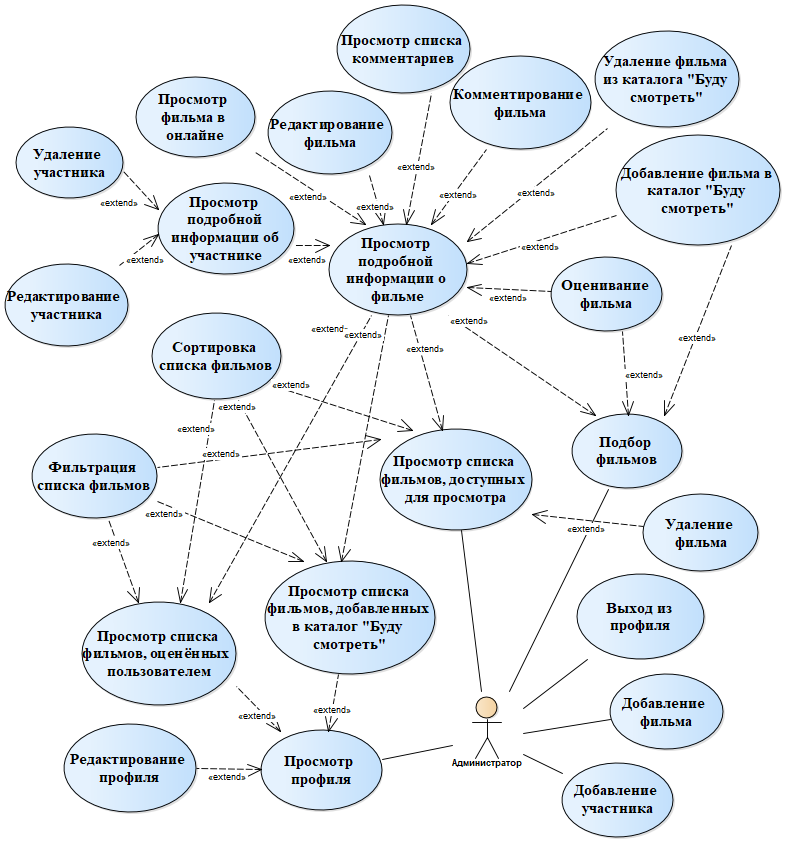 Просмотр списка
комментариев
Удаление фильма
из каталога "Буду
смотреть"
Просмотр
фильма в
онлайне
Комментирование
фильма
Редактирование
фильма
Удаление
участника
Добавление фильма в
каталог "Буду
смотреть"
«extend»
«extend»
«extend»
«extend»
«extend»
«extend»
Просмотр
подробной
информации об
участнике
«extend»
«extend»
Просмотр
подробной
информации о
фильме
«extend»
«extend»
Редактирование
участника
Оценивание
фильма
«extend»
«extend»
«extend»
«extend»
«extend»
«extend»
Сортировка
списка фильмов
«extend»
«extend»
«extend»
«extend»
«extend»
«extend»
Подбор
фильмов
Фильтрация
списка фильмов
Просмотр списка
фильмов, доступных
для просмотра
«extend»
«extend»
«extend»
«extend»
Удаление
фильма
Просмотр списка
фильмов, добавленных
в каталог "Буду
смотреть"
Выход из
профиля
Просмотр списка
фильмов, оценённых
пользователем
«extend»
«extend»
Добавление
фильма
Редактирование
профиля
«extend»
Просмотр
профиля
Администратор
Добавление
участника